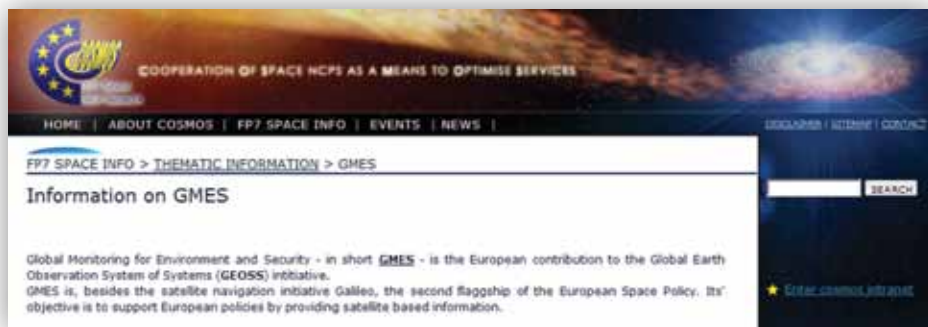 COSMOS
COOPERATION OF SPACE NCPS AS A MEANS TO OPTIMISE SERVICES
HOME | ABOUT COSMOS | FP7 SPACE INFO | EVENTS | NEWS |
DISCLAIMER | SITEMAP | CONTACT
FP7 SPACE INFO > THEMATIC INFORMATION > GMES
Information on GMES
SEARCH
Global Monitoring for Environment and Security - in short GMES - is the European contribution to the Global Earth
Observation System of Systems (GEOSS) intitiative.
GMES is, besides the satellite navigation initiative Galileo, the second flaggship of the European Space Policy. Its'
objective is to support European policies by providing satellite based information.
Enter cosmos intranet